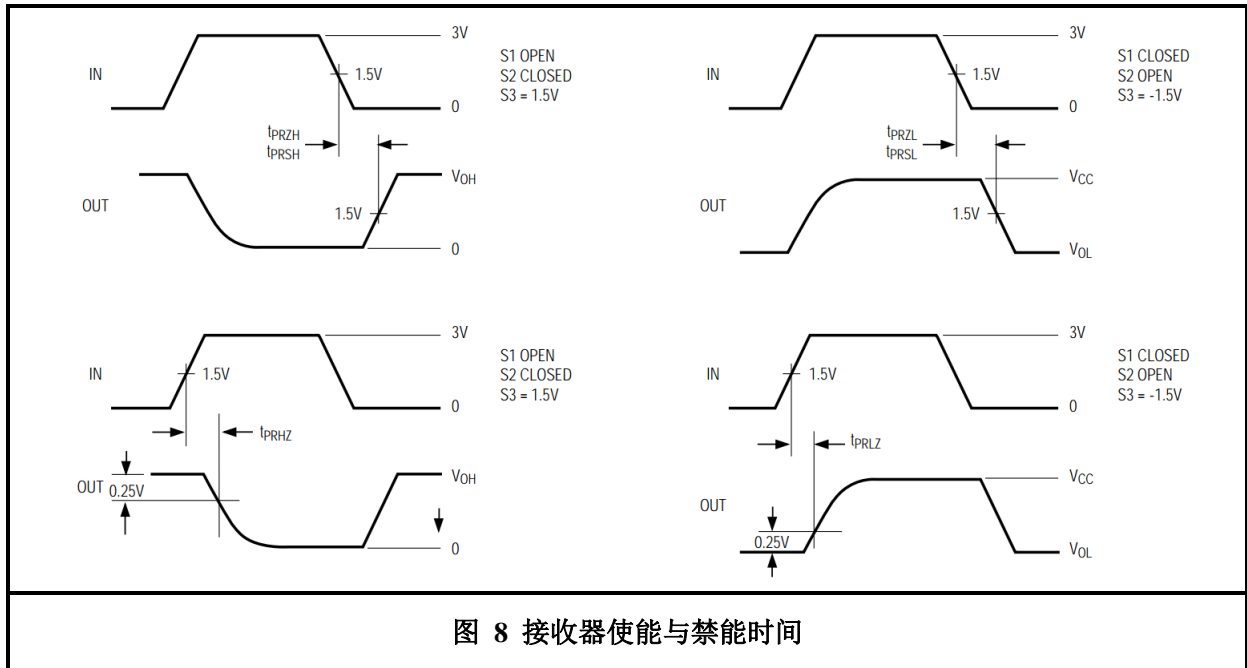 3V
S1 OPEN
S2 CLOSED
S3 = 1.5V
IN
1.5V
0
tPRZH
tPRSH
VOH
OUT
1.5V
0
3V
S1 CLOSED
S2 OPEN
S3 = -1.5V
IN
1.5V
0
tPRZL
tPRSL
VCC
OUT
1.5V
VOL
3V
S1 OPEN
S2 CLOSED
S3 = 1.5V
IN
1.5V
0
tPRHZ
VOH
OUT
0.25V
0
3V
S1 CLOSED
S2 OPEN
S3 = -1.5V
IN
1.5V
0
tPRLZ
VCC
OUT
0.25V
VOL
图 8 接收器使能与禁能时间